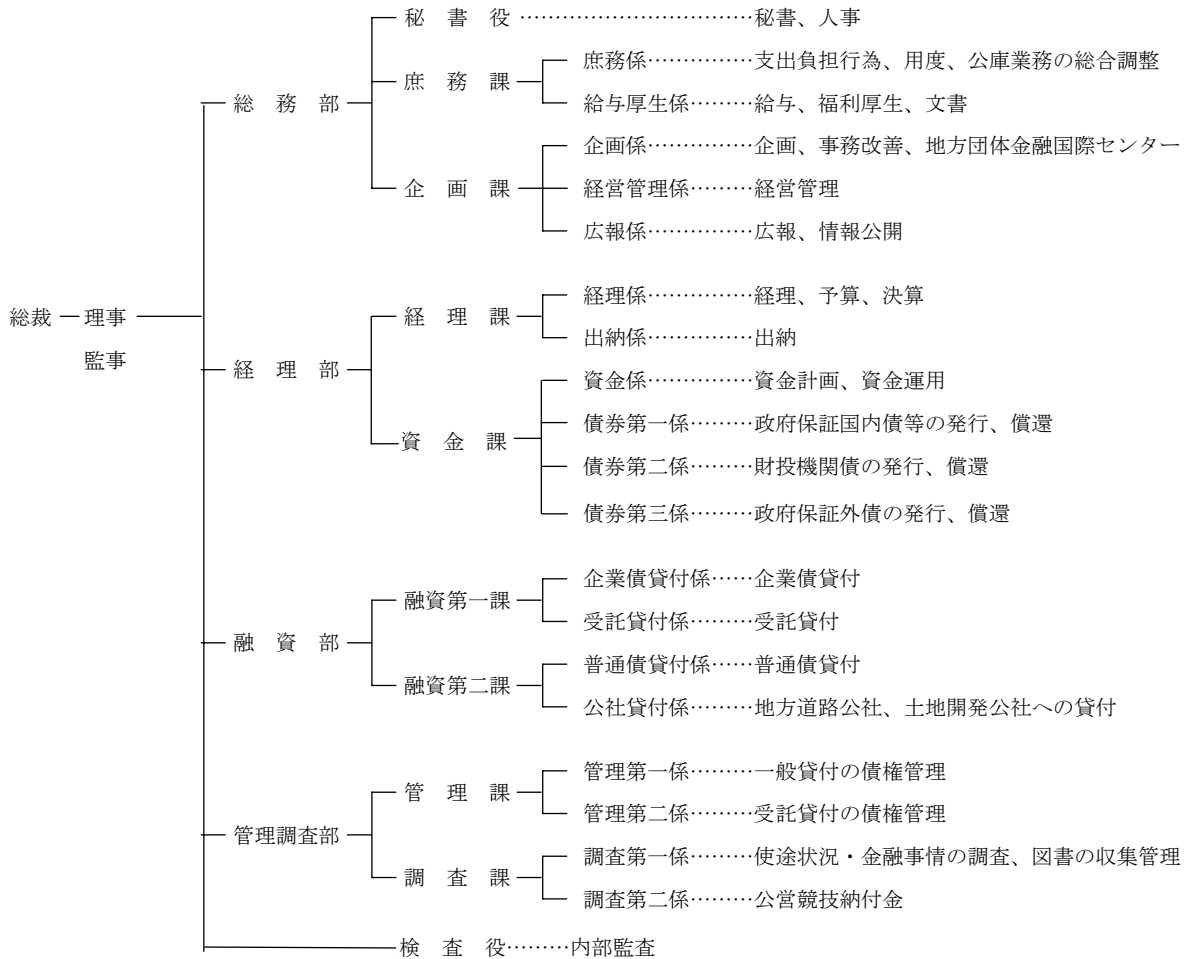 秘書役…………………………秘書、人事
庶務係……………支出負担行為、用度、公庫業務の総合調整
庶務課
総務部
給与厚生係………給与、福利厚生、文書
企画係……………企画、事務改善、地方団体金融国際センター
企画課
経営管理係………経営管理
広報係……………広報、情報公開
経理係……………経理、予算、決算
総裁 理事
経理課
出納係……………出納
監事
経理部
資金係……………資金計画、資金運用
債券第一係………政府保証国内債等の発行、償還
資金課
債券第二係………財投機関債の発行、償還
債券第三係………政府保証外債の発行、償還
企業債貸付係……企業債貸付
融資第一課
受託貸付係………受託貸付
融資部
普通債貸付係……普通債貸付
融資第二課
公社貸付係………地方道路公社、土地開発公社への貸付
管理第一係………一般貸付の債権管理
管理課
管理第二係………受託貸付の債権管理
管理調査部
調査第一係………使途状況・金融事情の調査、図書の収集管理
調査課
調査第二係………公営競技納付金
検査役………内部監査